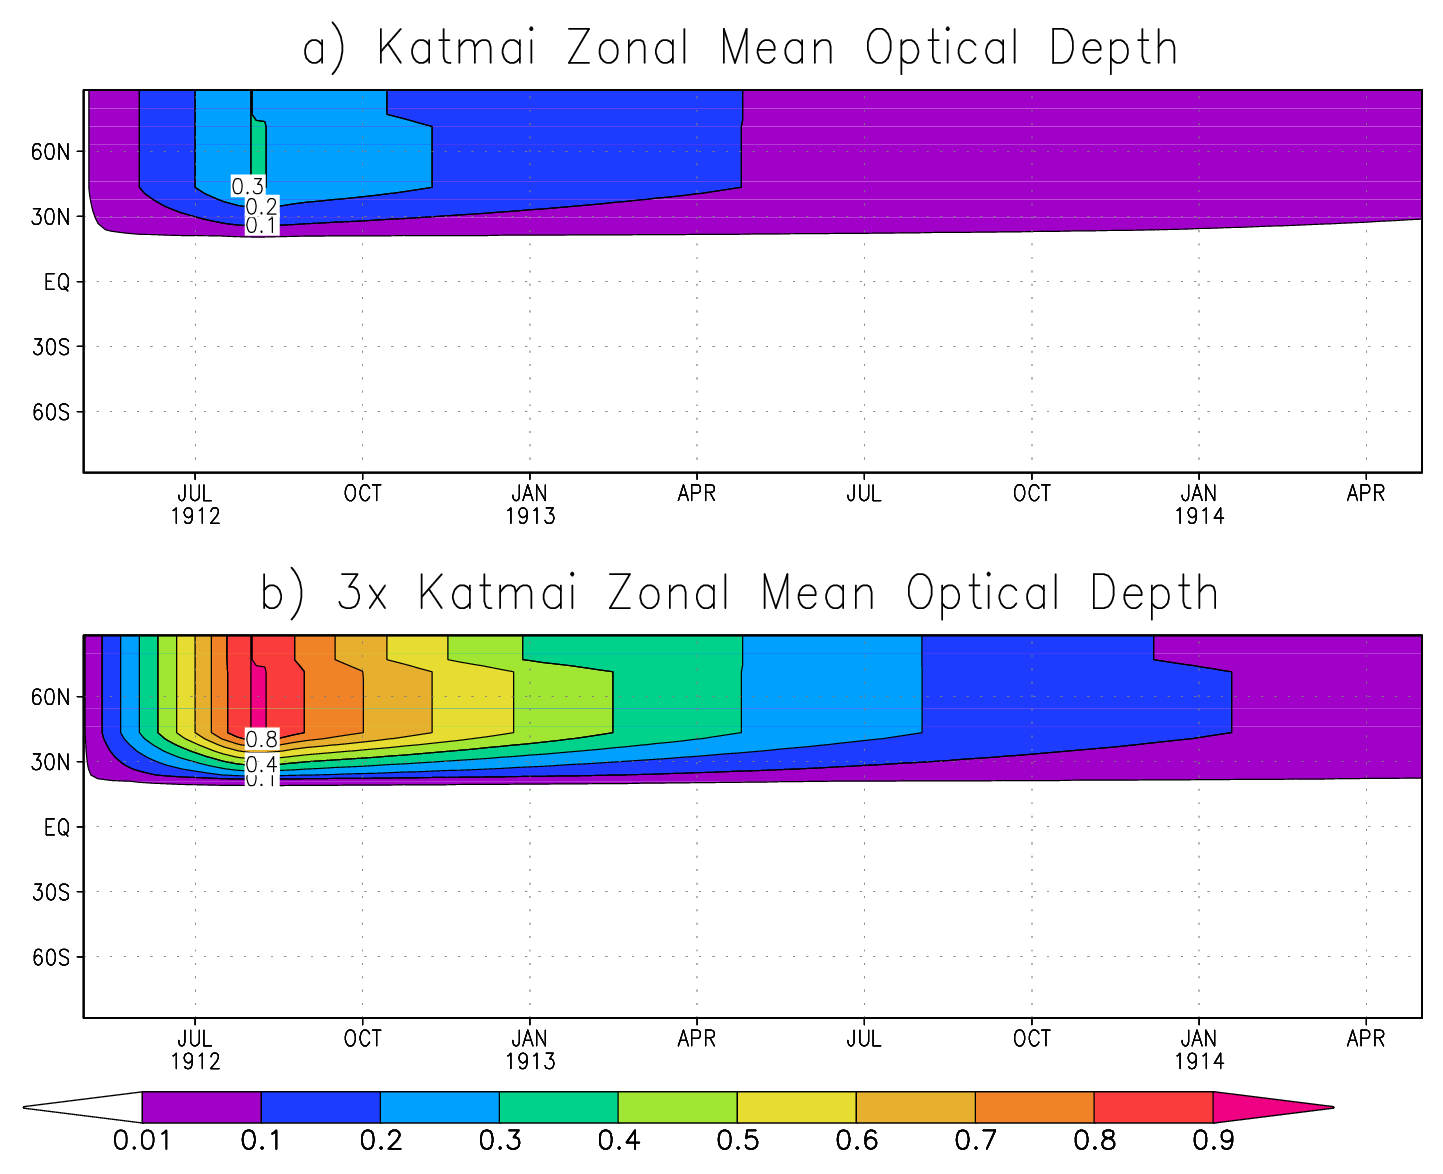 a) Katmai Zonal Mean Optical Depth
60N
30N
EQ
30S
60S
0.3
0.2
0.1
JUL OCT JAN APR JUL OCT JAN APR
1912 1913 1914
b) 3x Katmai Zonal Mean Optical Depth
60N
30N
EQ
30S
60S
0.8
0.4
0.1
JUL OCT JAN APR JUL OCT JAN APR
1912 1913 1914
0.01 0.1 0.2 0.3 0.4 0.5 0.6 0.7 0.8 0.9